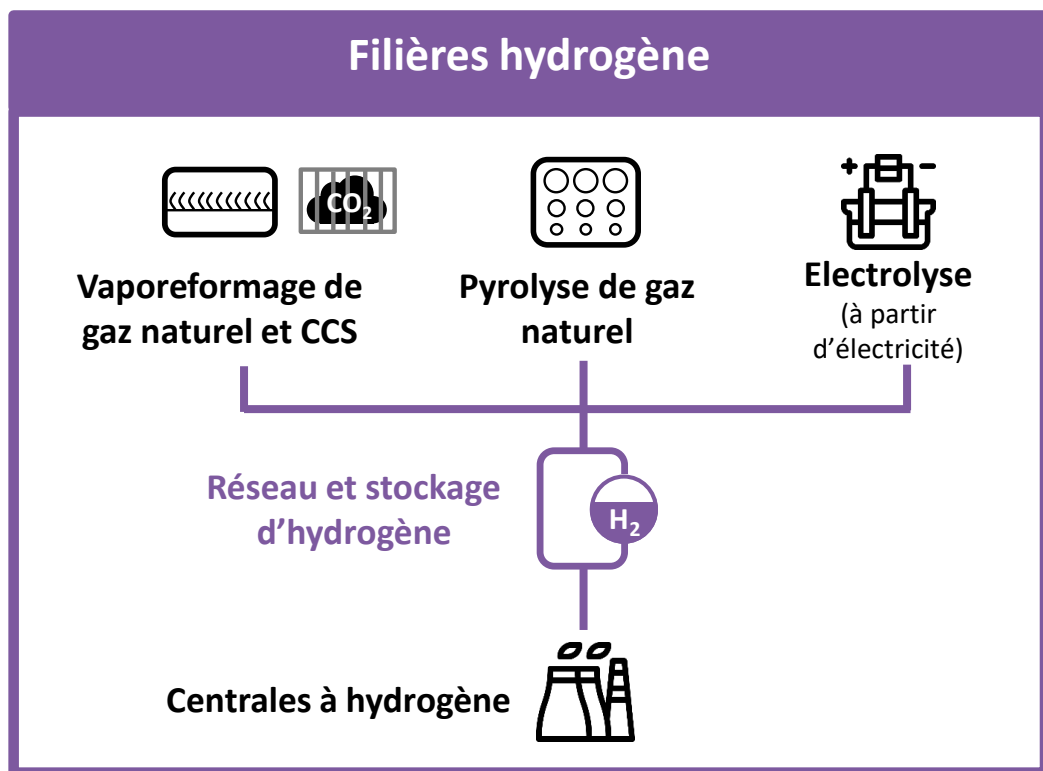 Filières hydrogène
CO₂
+ −
Vaporeformage de
gaz naturel et CCS
Pyrolyse de gaz
naturel
Electrolyse
(à partir
d’électricité)
Réseau et stockage
d’hydrogène
H₂
Centrales à hydrogène